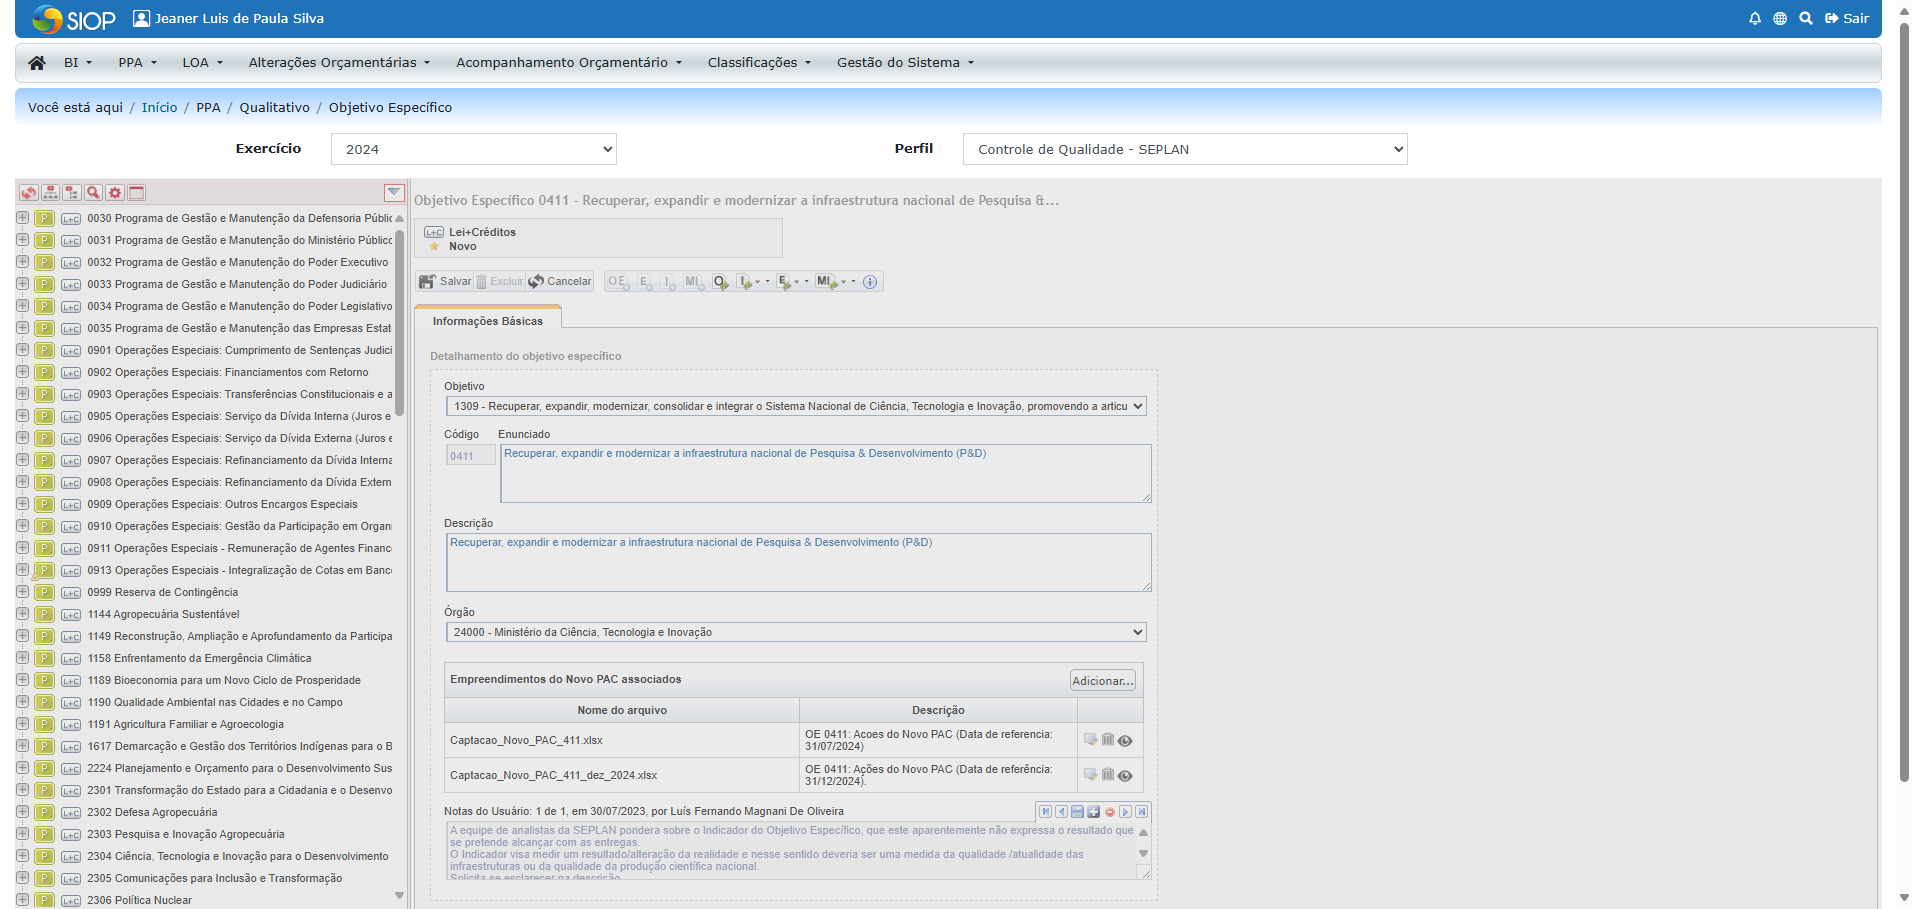 SIOP
Jeaner Luis de Paula Silva
Sair
BI
PPA
LOA
Alterações Orçamentárias
Acompanhamento Orçamentário
Classificações
Gestão do Sistema
Você está aqui / Início / PPA / Qualitativo / Objetivo Específico
Exercício
2024
Perfil
Controle de Qualidade - SEPLAN
P L+C 0030 Programa de Gestão e Manutenção da Defensoria Públic
P L+C 0031 Programa de Gestão e Manutenção do Ministério Público
P L+C 0032 Programa de Gestão e Manutenção do Poder Executivo
P L+C 0033 Programa de Gestão e Manutenção do Poder Judiciário
P L+C 0034 Programa de Gestão e Manutenção do Poder Legislativo
P L+C 0035 Programa de Gestão e Manutenção das Empresas Estat
P L+C 0901 Operações Especiais: Cumprimento de Sentenças Judici
P L+C 0902 Operações Especiais: Financiamentos com Retorno
P L+C 0903 Operações Especiais: Transferências Constitucionais e a
P L+C 0905 Operações Especiais: Serviço da Dívida Interna (Juros e
P L+C 0906 Operações Especiais: Serviço da Dívida Externa (Juros e
P L+C 0907 Operações Especiais: Refinanciamento da Dívida Interna
P L+C 0908 Operações Especiais: Refinanciamento da Dívida Extern
P L+C 0909 Operações Especiais: Outros Encargos Especiais
P L+C 0910 Operações Especiais: Gestão da Participação em Organi
P L+C 0911 Operações Especiais - Remuneração de Agentes Financ
P L+C 0913 Operações Especiais - Integralização de Cotas em Banc
P L+C 0999 Reserva de Contingência
P L+C 1144 Agropecuária Sustentável
P L+C 1149 Reconstrução, Ampliação e Aprofundamento da Participa
P L+C 1158 Enfrentamento da Emergência Climática
P L+C 1189 Bioeconomia para um Novo Ciclo de Prosperidade
P L+C 1190 Qualidade Ambiental nas Cidades e no Campo
P L+C 1191 Agricultura Familiar e Agroecologia
P L+C 1617 Demarcação e Gestão dos Territórios Indígenas para o B
P L+C 2224 Planejamento e Orçamento para o Desenvolvimento Sus
P L+C 2301 Transformação do Estado para a Cidadania e o Desenvo
P L+C 2302 Defesa Agropecuária
P L+C 2303 Pesquisa e Inovação Agropecuária
P L+C 2304 Ciência, Tecnologia e Inovação para o Desenvolvimento
P L+C 2305 Comunicações para Inclusão e Transformação
P L+C 2306 Política Nuclear
Objetivo Específico 0411 - Recuperar, expandir e modernizar a infraestrutura nacional de Pesquisa &...
L+C Lei+Créditos
Novo
Salvar Excluir Cancelar OE E I MI O I E MI
Informações Básicas
Detalhamento do objetivo específico
Objetivo
1309 - Recuperar, expandir, modernizar, consolidar e integrar o Sistema Nacional de Ciência, Tecnologia e Inovação, promovendo a articu
Código Enunciado
0411
Recuperar, expandir e modernizar a infraestrutura nacional de Pesquisa & Desenvolvimento (P&D)
Descrição
Recuperar, expandir e modernizar a infraestrutura nacional de Pesquisa & Desenvolvimento (P&D)
Órgão
24000 - Ministério da Ciência, Tecnologia e Inovação
Empreendimentos do Novo PAC associados
Adicionar...
Nome do arquivo Descrição
Captacao_Novo_PAC_411.xlsx
OE 0411: Acoes do Novo PAC (Data de referencia:
31/07/2024)
Captacao_Novo_PAC_411_dez_2024.xlsx
OE 0411: Ações do Novo PAC (Data de referência:
31/12/2024).
Notas do Usuário: 1 de 1, em 30/07/2023, por Luís Fernando Magnani De Oliveira
A equipe de analistas da SEPLAN pondera sobre o Indicador do Objetivo Específico, que este aparentemente não expressa o resultado que
se pretende alcançar com as entregas.
O Indicador visa medir um resultado/alteração da realidade e nesse sentido deveria ser uma medida da qualidade /atualidade das
infraestruturas ou da qualidade da produção científica nacional.
Solicita se esclarecer na descrição